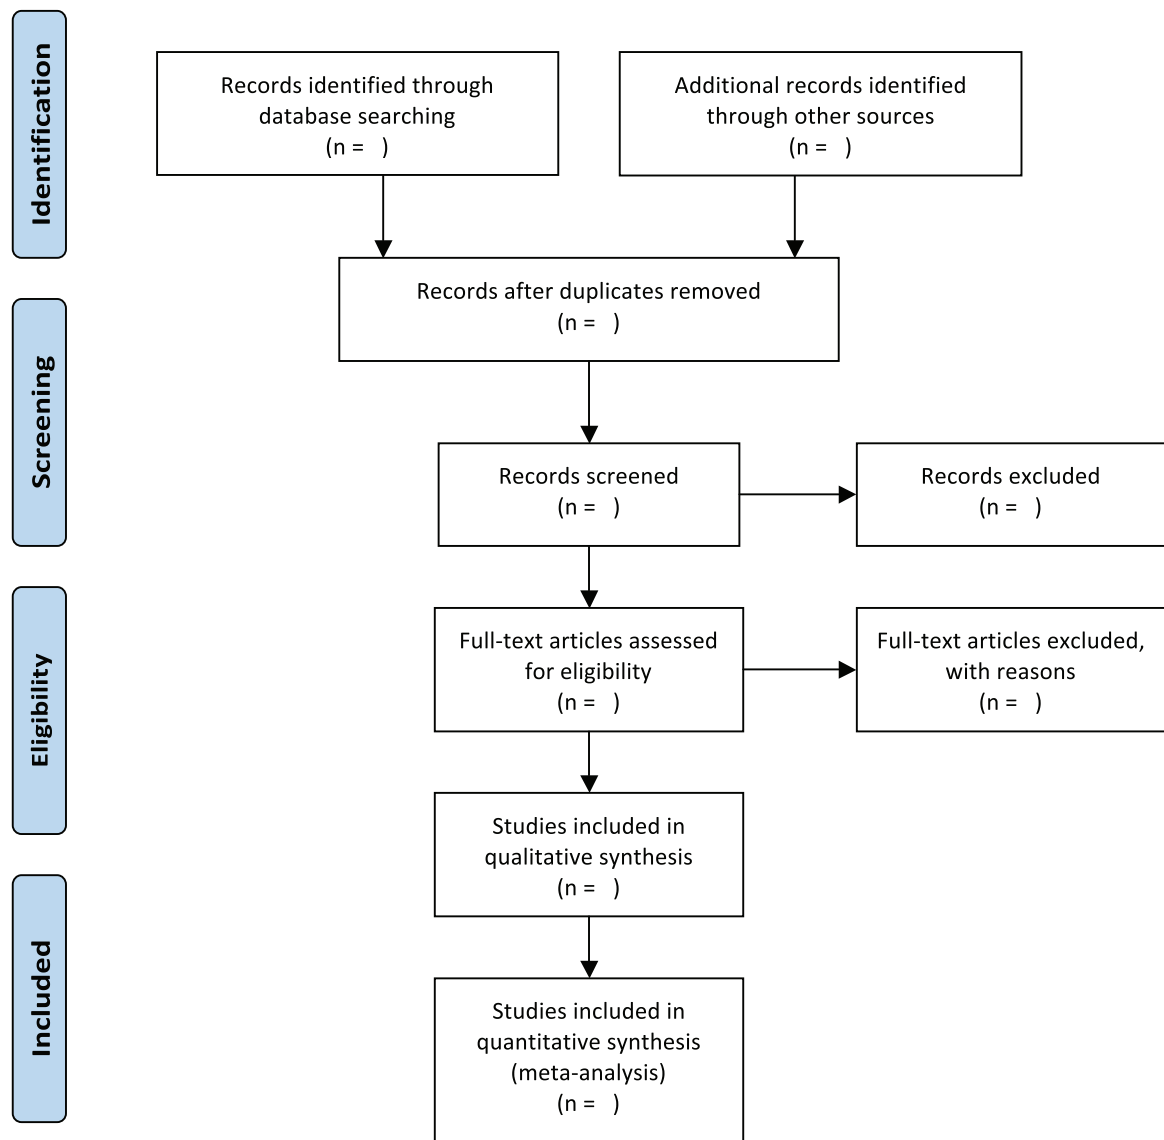 Identification
Records identified through
database searching
(n =   )
Additional records identified
through other sources
(n =   )
Records after duplicates removed
(n =   )
Screening
Records screened
(n =   )
Records excluded
(n =   )
Eligibility
Full-text articles assessed
for eligibility
(n =   )
Full-text articles excluded,
with reasons
(n =   )
Studies included in
qualitative synthesis
(n =   )
Included
Studies included in
quantitative synthesis
(meta-analysis)
(n =   )